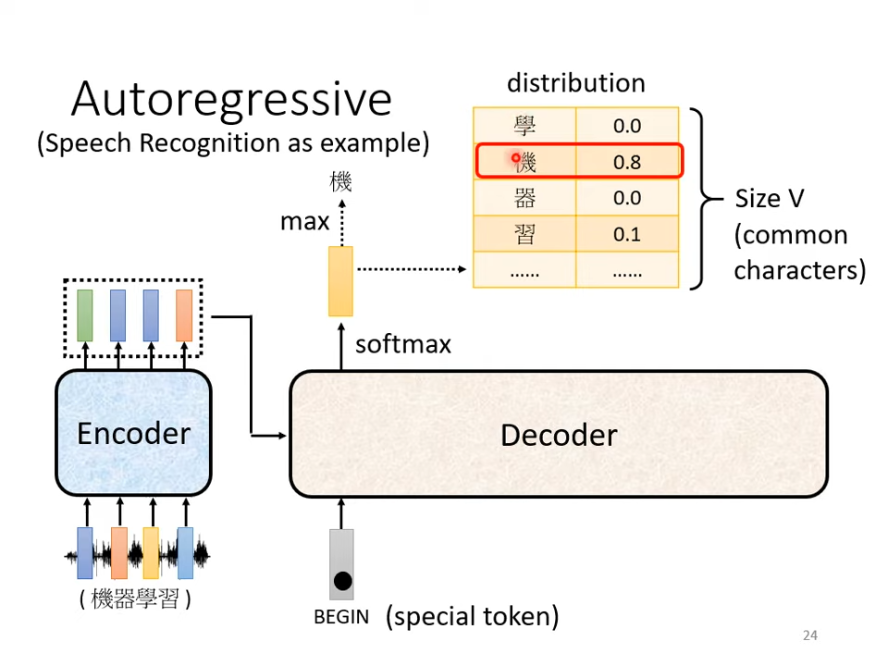 Autoregressive
(Speech Recognition as example)
distribution
學 0.0
機 0.8
器 0.0
習 0.1
…… ……
Size V
(common
characters)
機
max
softmax
Encoder
Decoder
(機器學習)
BEGIN (special token)
24